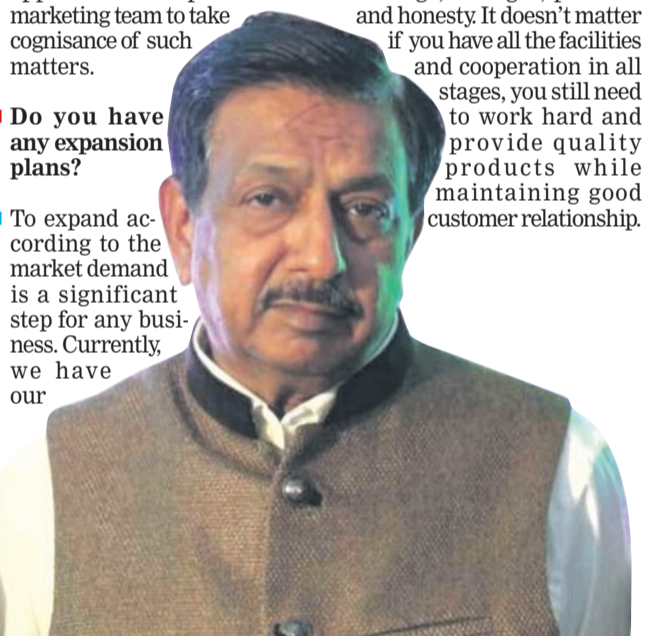 marketing team to take
cognisance of such
matters.
Do you have
any expansion
plans?
To expand ac-
cording to the
market demand
is a significant
step for any busi-
ness. Currently,
we have
our
and honesty. It doesn’t matter
if you have all the facilities
and cooperation in all
stages, you still need
to work hard and
provide quality
products while
maintaining good
customer relationship.